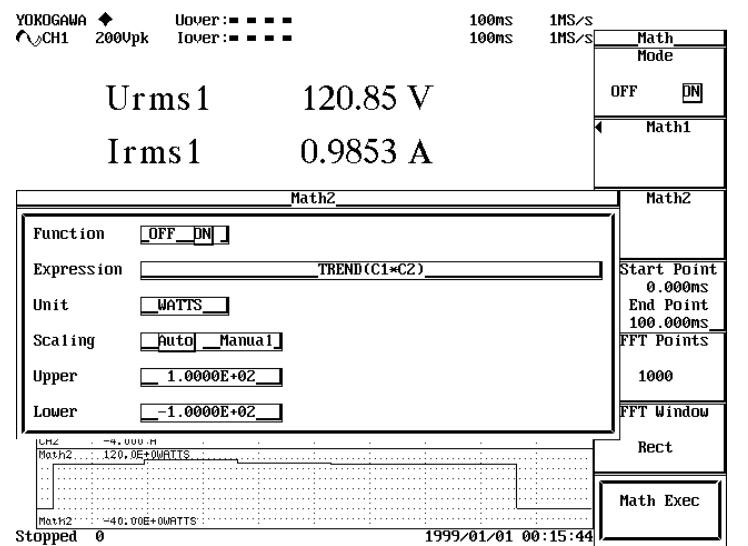 YOKOGAWA ◆ Uover:■ ■ ■ ■ 100ms 1MS/s
CH1 200Vpk Iover:■ ■ ■ ■ 100ms 1MS/s
Math
Mode
OFF ON
Urms1 120.85 V
Math1
Irms1 0.9853 A
Math2
Math2
Function OFF ON
Expression TREND(C1*C2)
Start Point
0.000ms
End Point
100.000ms
Unit WATTS
Scaling Auto Manual
FFT Points
1000
Upper 1.0000E+02
Lower -1.0000E+02
FFT Window
Rect
CH2 -4.000 A
Math2 120.0E+0WATTS
Math Exec
Math2 -40.00E+0WATTS
Stopped 0 1999/01/01 00:15:44